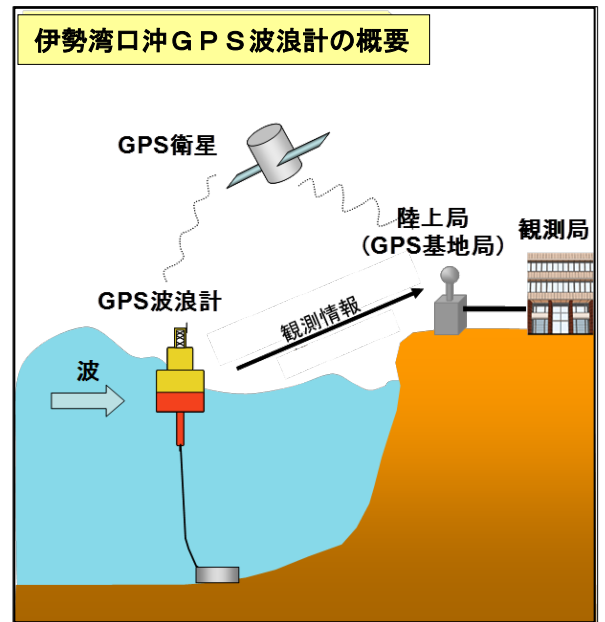 伊勢湾口沖GPS波浪計の概要
GPS衛星
陸上局
(GPS基地局)
観測局
GPS波浪計
観測情報
波